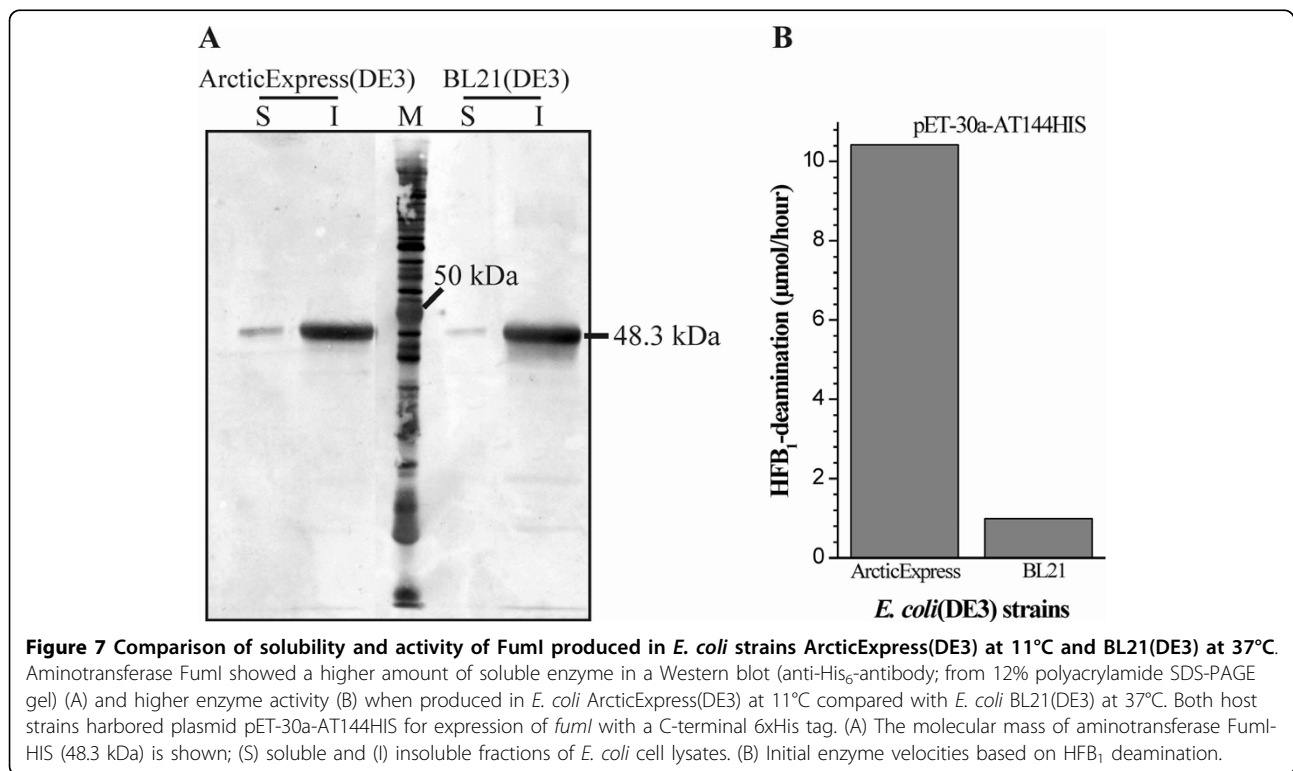 A
ArcticExpress(DE3) BL21(DE3)
S I M S I
50 kDa
48.3 kDa
B
pET-30a-AT144HIS
HFB₁-deamination (µmol/hour)
10
8
6
4
2
0
ArcticExpress BL21
E. coli(DE3) strains
Figure 7 Comparison of solubility and activity of FumI produced in E. coli strains ArcticExpress(DE3) at 11°C and BL21(DE3) at 37°C.
Aminotransferase FumI showed a higher amount of soluble enzyme in a Western blot (anti-His₆-antibody; from 12% polyacrylamide SDS-PAGE
gel) (A) and higher enzyme activity (B) when produced in E. coli ArcticExpress(DE3) at 11°C compared with E. coli BL21(DE3) at 37°C. Both host
strains harbored plasmid pET-30a-AT144HIS for expression of fumI with a C-terminal 6xHis tag. (A) The molecular mass of aminotransferase FumI-
HIS (48.3 kDa) is shown; (S) soluble and (I) insoluble fractions of E. coli cell lysates. (B) Initial enzyme velocities based on HFB₁ deamination.